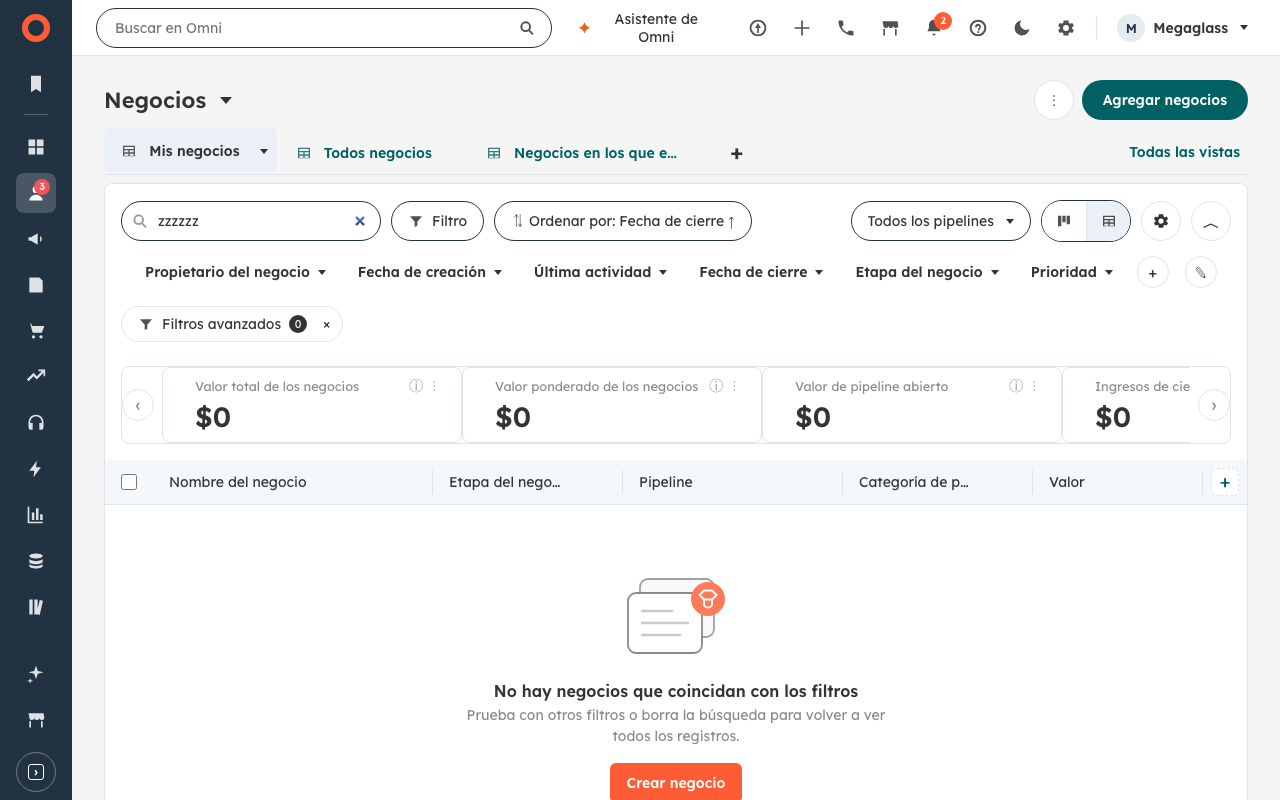 Buscar en Omni
Asistente de
Omni
2
M
Megaglass
3
Negocios
Agregar negocios
Mis negocios
Todos negocios
Negocios en los que e...
+
Todas las vistas
zzzzzz
Filtro
Ordenar por: Fecha de cierre ↑
Todos los pipelines
Propietario del negocio
Fecha de creación
Última actividad
Fecha de cierre
Etapa del negocio
Prioridad
+
Filtros avanzados 0 ×
Valor total de los negocios
$0
Valor ponderado de los negocios
$0
Valor de pipeline abierto
$0
Ingresos de cie
$0
Nombre del negocio
Etapa del nego...
Pipeline
Categoría de p...
Valor
+
No hay negocios que coincidan con los filtros
Prueba con otros filtros o borra la búsqueda para volver a ver
todos los registros.
Crear negocio